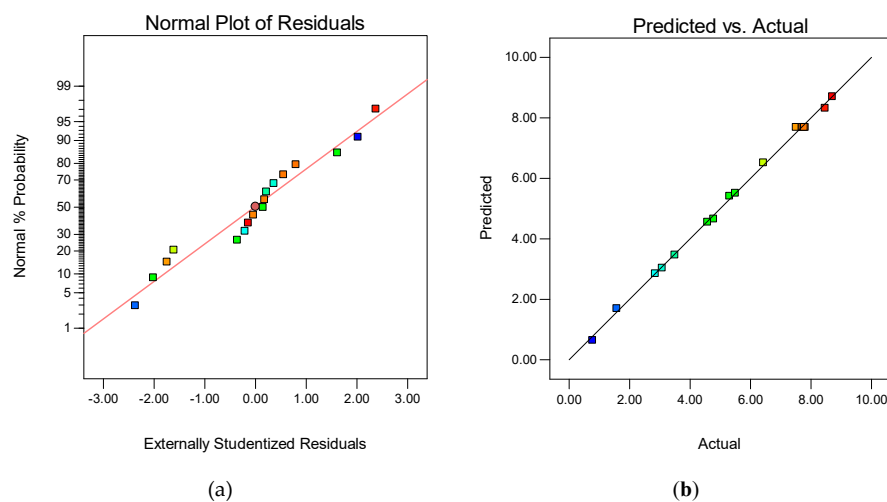 Normal Plot of Residuals
Normal % Probability
99
95
90
80
70
50
30
20
10
5
1
-3.00 -2.00 -1.00 0.00 1.00 2.00 3.00
Externally Studentized Residuals
(a)
Predicted vs. Actual
Predicted
10.00
8.00
6.00
4.00
2.00
0.00
0.00 2.00 4.00 6.00 8.00 10.00
Actual
(b)